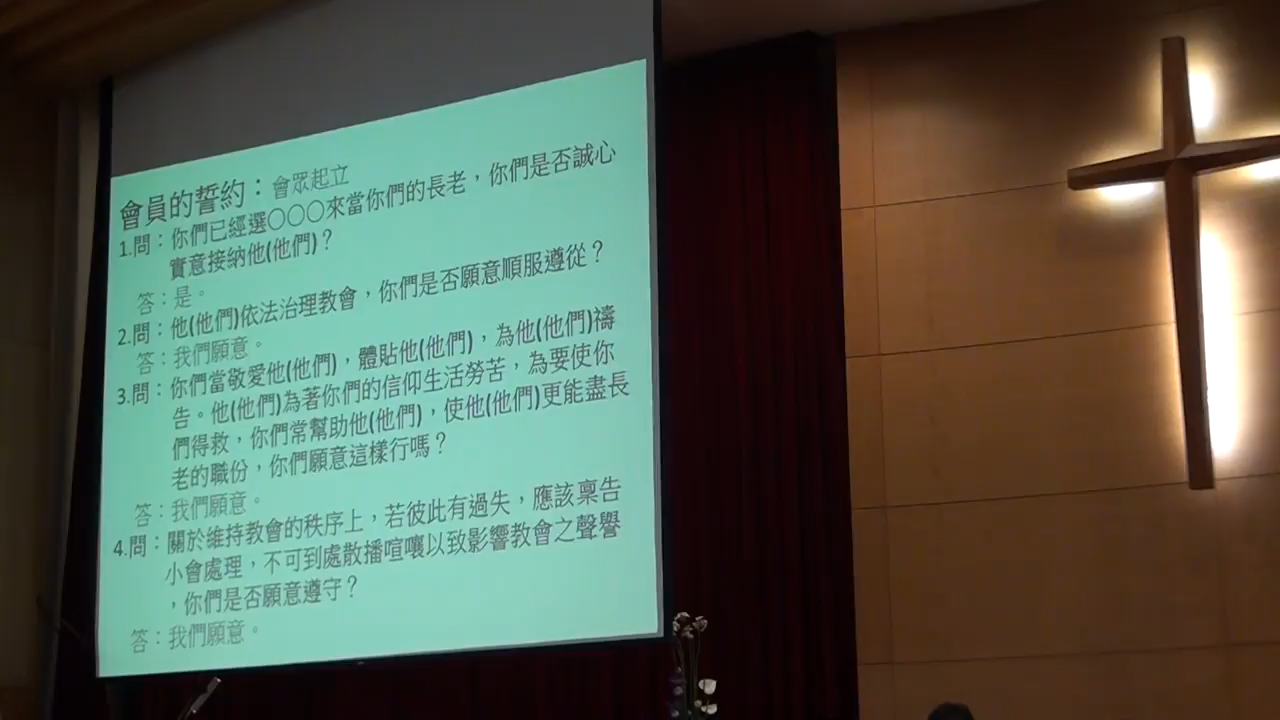 會員的誓約：會眾起立
1.問：你們已經選○○○來當你們的長老，你們是否誠心
實意接納他(他們)？
答：是。
2.問：他(他們)依法治理教會，你們是否願意順服遵從？
答：我們願意。
3.問：你們當敬愛他(他們)，體貼他(他們)，為他(他們)禱
告。他(他們)為著你們的信仰生活勞苦，為要使你
們得救，你們常幫助他(他們)，使他(他們)更能盡長
老的職份，你們願意這樣行嗎？
答：我們願意。
4.問：關於維持教會的秩序上，若彼此有過失，應該稟告
小會處理，不可到處散播喧嚷以致影響教會之聲譽
，你們是否願意遵守？
答：我們願意。